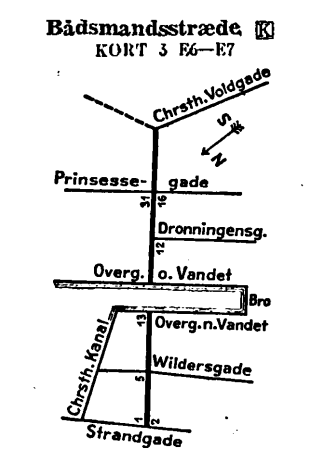 Bådsmandsstræde, K
KORT 3 E6—E7
Chrsth. Voldgade
S
N
Prinsesse- gade
31 16
Dronningensg.
12
Overg. o. Vandet
Bro
13 Overg. n. Vandet
Chrsth. Kanal
Wildersgade
5
1 2
Strandgade